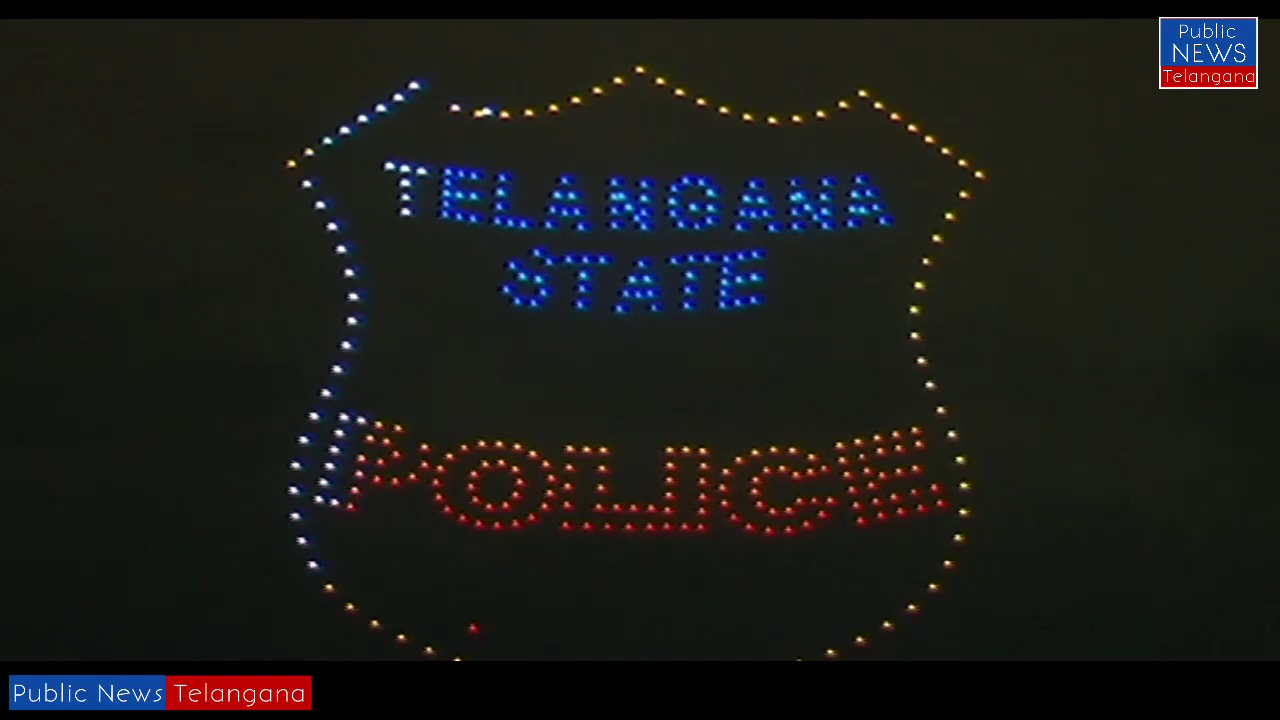 Public
NEWS
Telangana
TELANGANA
STATE
POLICE
Public News Telangana